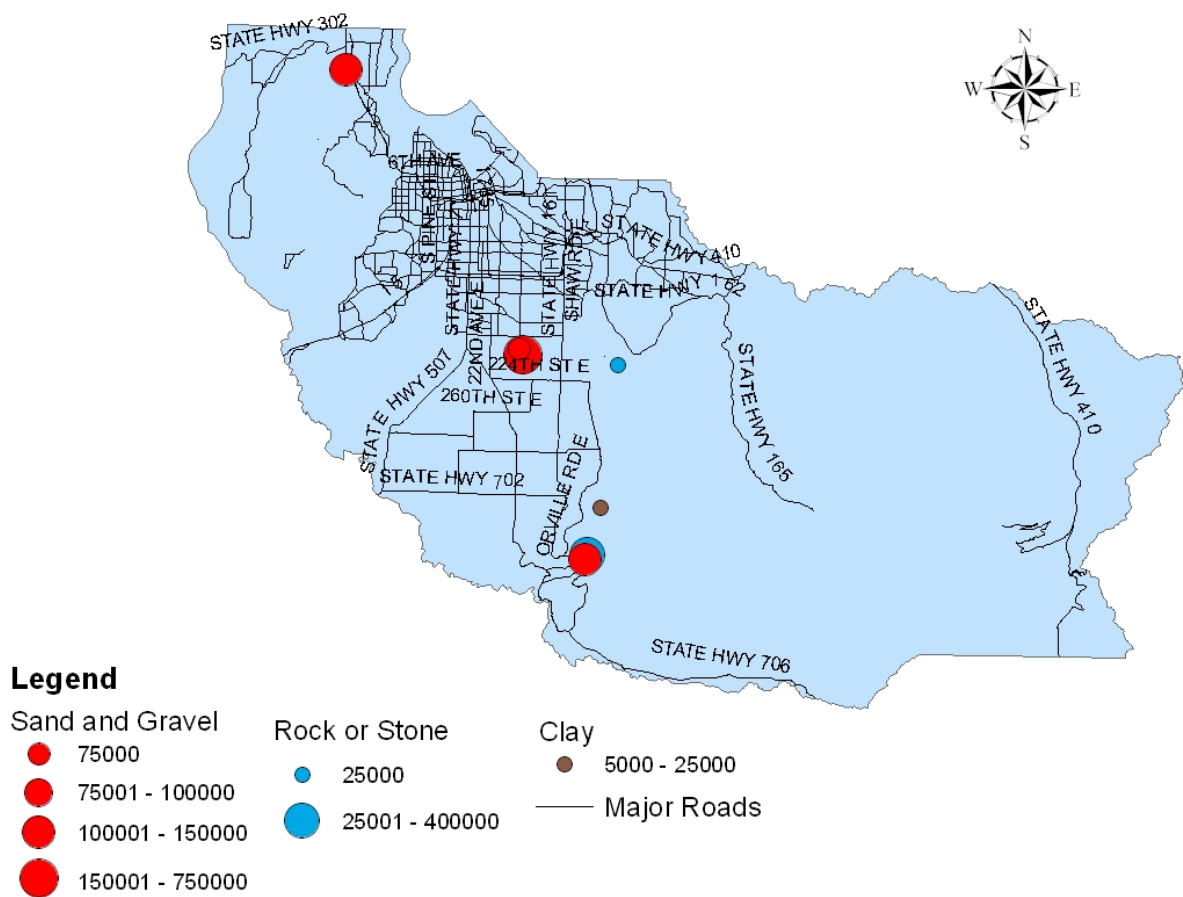 STATE HWY 302
N
W
E
S
6TH AVE
S PINE ST
STATE HWY 7
STATE HWY 161
SHAW RD E
STATE HWY 410
STATE HWY 162
22ND AVE E
STATE HWY 410
224TH ST E
STATE HWY 507
260TH ST E
STATE HWY 165
STATE HWY 702
ORVILLE RD E
STATE HWY 706
Legend
Sand and Gravel
75000
75001 - 100000
100001 - 150000
150001 - 750000
Rock or Stone
25000
25001 - 400000
Clay
5000 - 25000
Major Roads